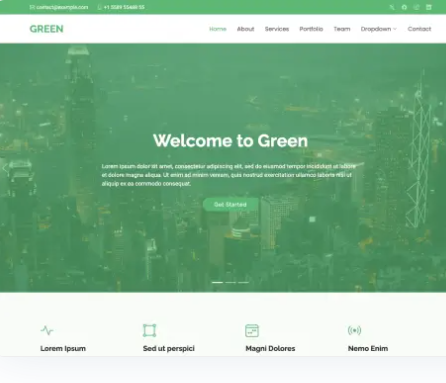 contact@example.com +1 5589 55488 55
GREEN Home About Services Portfolio Team Dropdown Contact
Welcome to Green
Lorem ipsum dolor sit amet, consectetur adipiscing elit, sed do eiusmod tempor incididunt ut labore
et dolore magna aliqua. Ut enim ad minim veniam, quis nostrud exercitation ullamco laboris nisi ut
aliquip ex ea commodo consequat.
Get Started
Lorem Ipsum Sed ut perspici Magni Dolores Nemo Enim